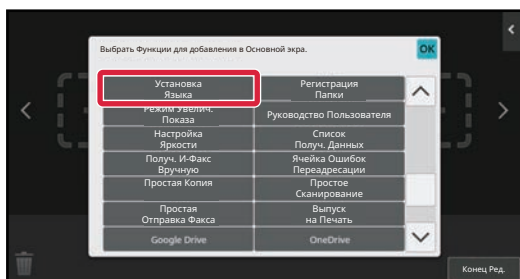 Выбрать Функции для добавления в Основной экра.
OK
Установка
Языка
Регистрация
Папки
Режим Увелич.
Показа
Руководство Пользователя
Настройка
Яркости
Список
Получ. Данных
Получ. И-Факс
Вручную
Ячейка Ошибок
Переадресации
Простая Копия
Простое
Сканирование
Простая
Отправка Факса
Выпуск
на Печать
Google Drive
OneDrive
Конец Ред.